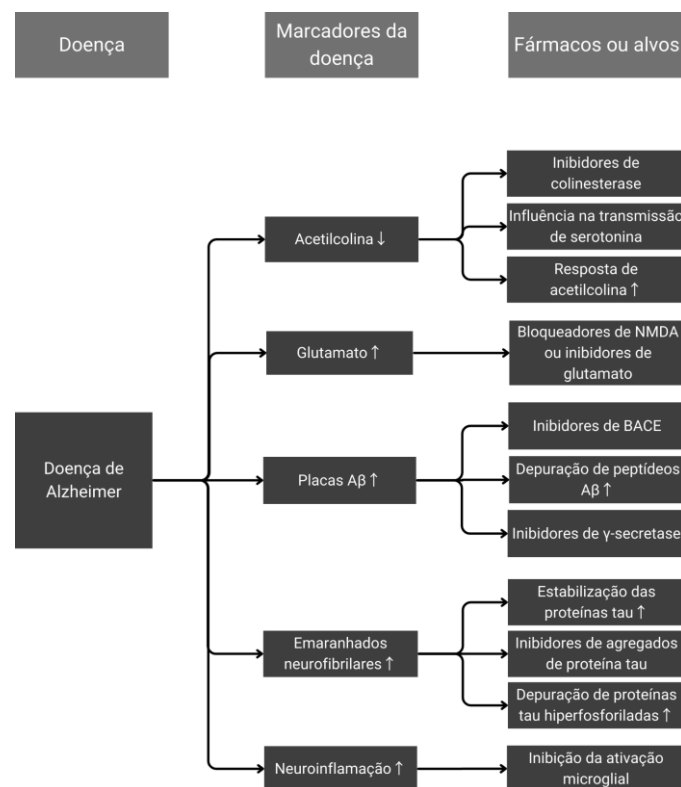 Doença
Marcadores da
doença
Fármacos ou alvos
Doença de
Alzheimer
Acetilcolina ↓
Inibidores de
colinesterase
Influência na transmissão
de serotonina
Resposta de
acetilcolina ↑
Glutamato ↑
Bloqueadores de NMDA
ou inibidores de
glutamato
Placas Aβ ↑
Inibidores de BACE
Depuração de peptídeos
Aβ ↑
Inibidores de γ-secretase
Emaranhados
neurofibrilares ↑
Estabilização das
proteínas tau ↑
Inibidores de agregados
de proteína tau
Depuração de proteínas
tau hiperfosforiladas ↑
Neuroinflamação ↑
Inibição da ativação
microglial